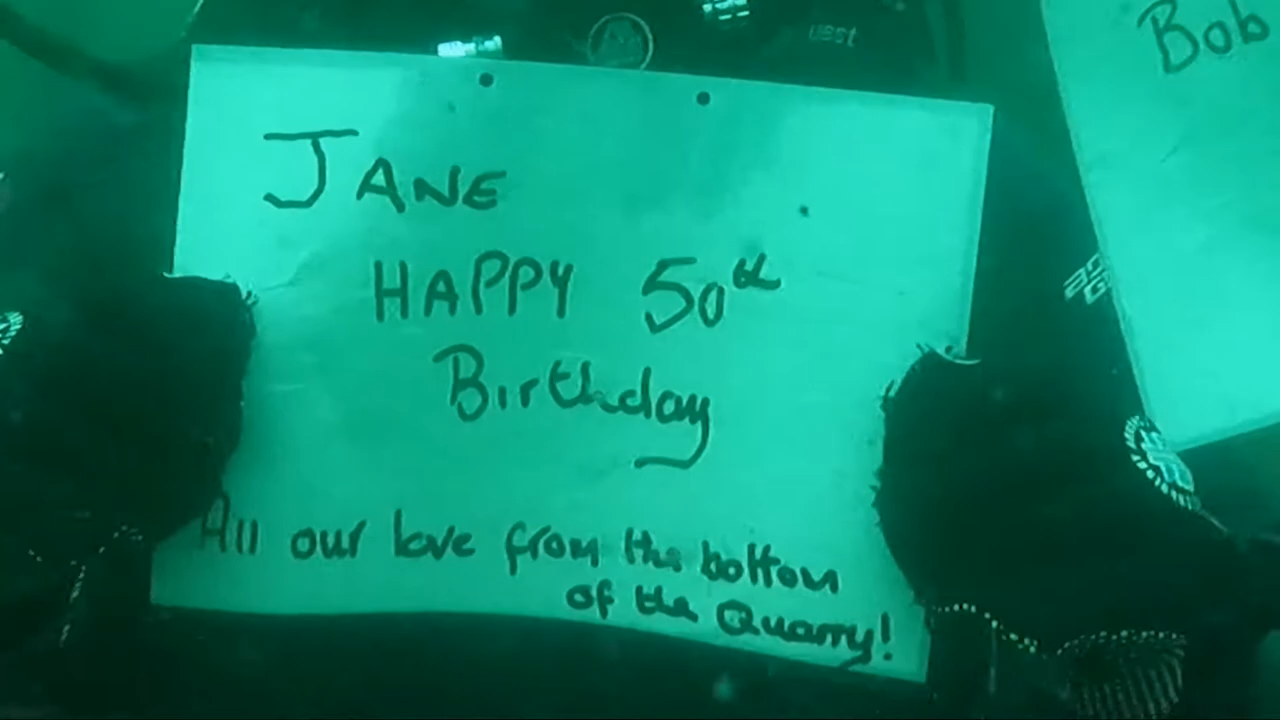 JANE
HAPPY 50th
Birthday
All our love from the bottom
of the Quarry!
Bob